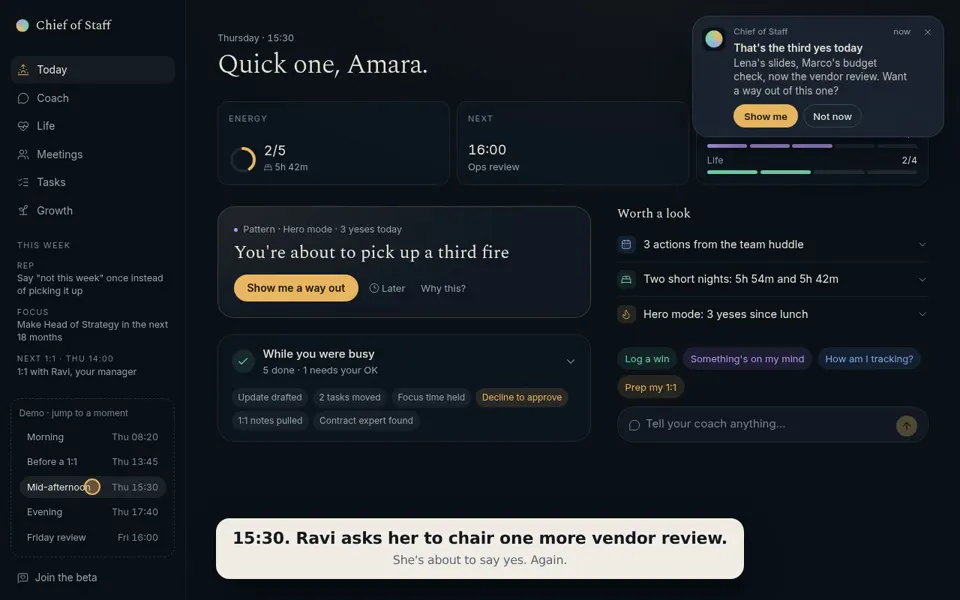 Chief of Staff
Today
Coach
Life
Meetings
Tasks
Growth
THIS WEEK
REP
Say "not this week" once instead
of picking it up
FOCUS
Make Head of Strategy in the next
18 months
NEXT 1:1 · THU 14:00
1:1 with Ravi, your manager
Demo · jump to a moment
Morning Thu 08:20
Before a 1:1 Thu 13:45
Mid-afternoon Thu 15:30
Evening Thu 17:40
Friday review Fri 16:00
Join the beta
Thursday · 15:30
Quick one, Amara.
ENERGY
2/5
5h 42m
NEXT
16:00
Ops review
Life 2/4
Chief of Staff now
That's the third yes today
Lena's slides, Marco's budget
check, now the vendor review. Want
a way out of this one?
Show me Not now
Pattern · Hero mode · 3 yeses today
You're about to pick up a third fire
Show me a way out Later Why this?
While you were busy
5 done · 1 needs your OK
Update drafted 2 tasks moved Focus time held Decline to approve
1:1 notes pulled Contract expert found
Worth a look
3 actions from the team huddle
Two short nights: 5h 54m and 5h 42m
Hero mode: 3 yeses since lunch
Log a win Something's on my mind How am I tracking?
Prep my 1:1
Tell your coach anything...
15:30. Ravi asks her to chair one more vendor review.
She's about to say yes. Again.